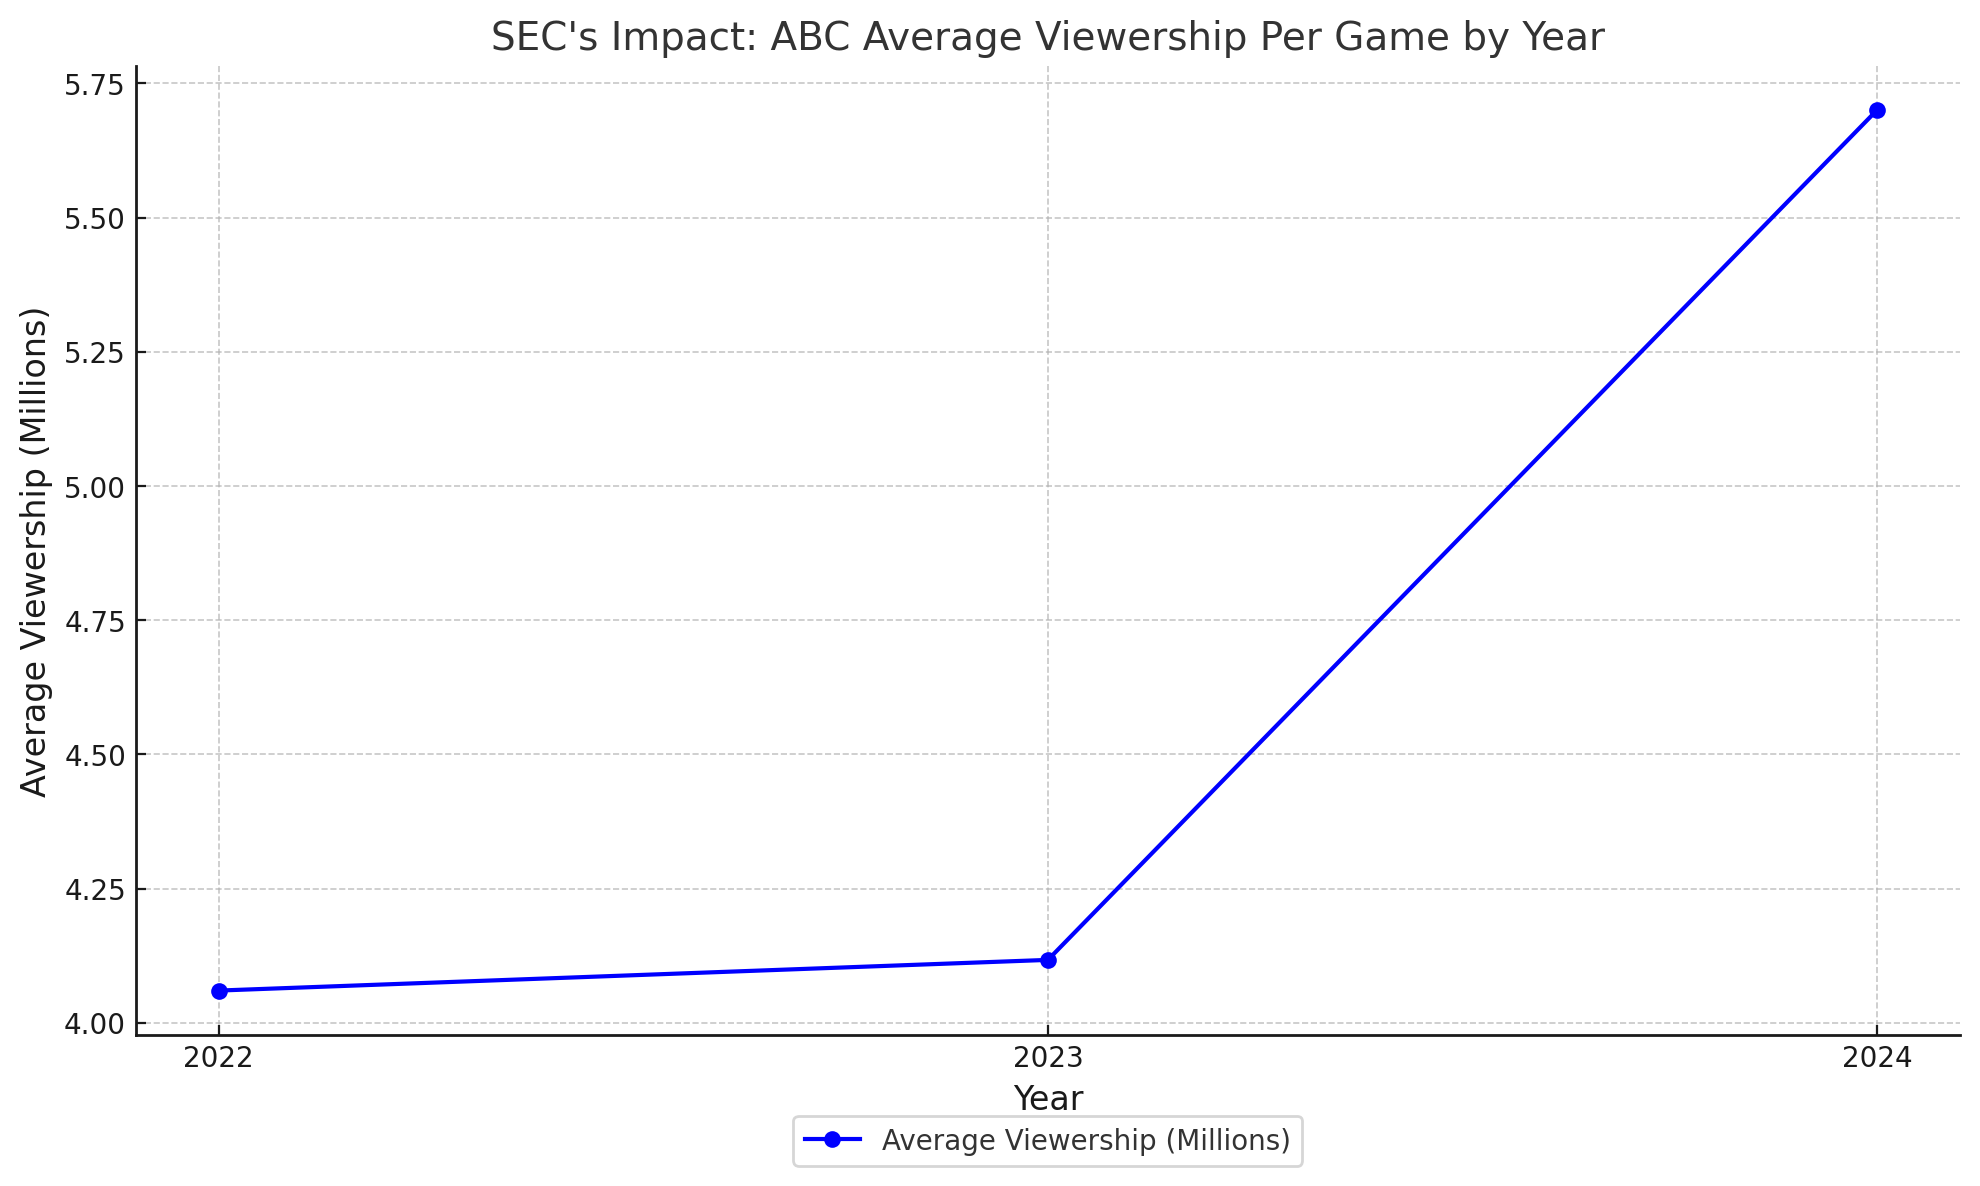 SEC's Impact: ABC Average Viewership Per Game by Year
Average Viewership (Millions)
5.75
5.50
5.25
5.00
4.75
4.50
4.25
4.00
2022 2023 2024
Year
Average Viewership (Millions)